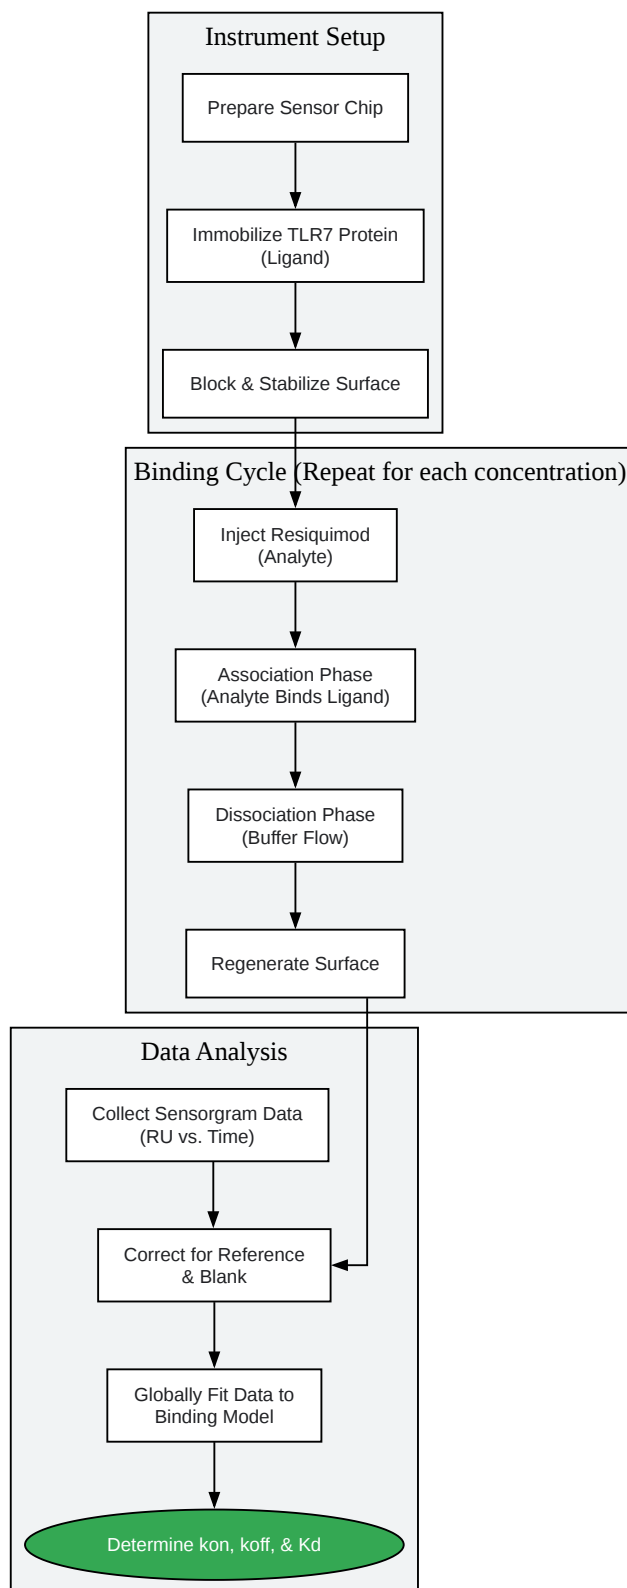 Instrument Setup
Prepare Sensor Chip
Immobilize TLR7 Protein
(Ligand)
Block & Stabilize Surface
Binding Cycle (Repeat for each concentration)
Inject Resiquimod
(Analyte)
Association Phase
(Analyte Binds Ligand)
Dissociation Phase
(Buffer Flow)
Regenerate Surface
Data Analysis
Collect Sensorgram Data
(RU vs. Time)
Correct for Reference
& Blank
Globally Fit Data to
Binding Model
Determine kon, koff, & Kd